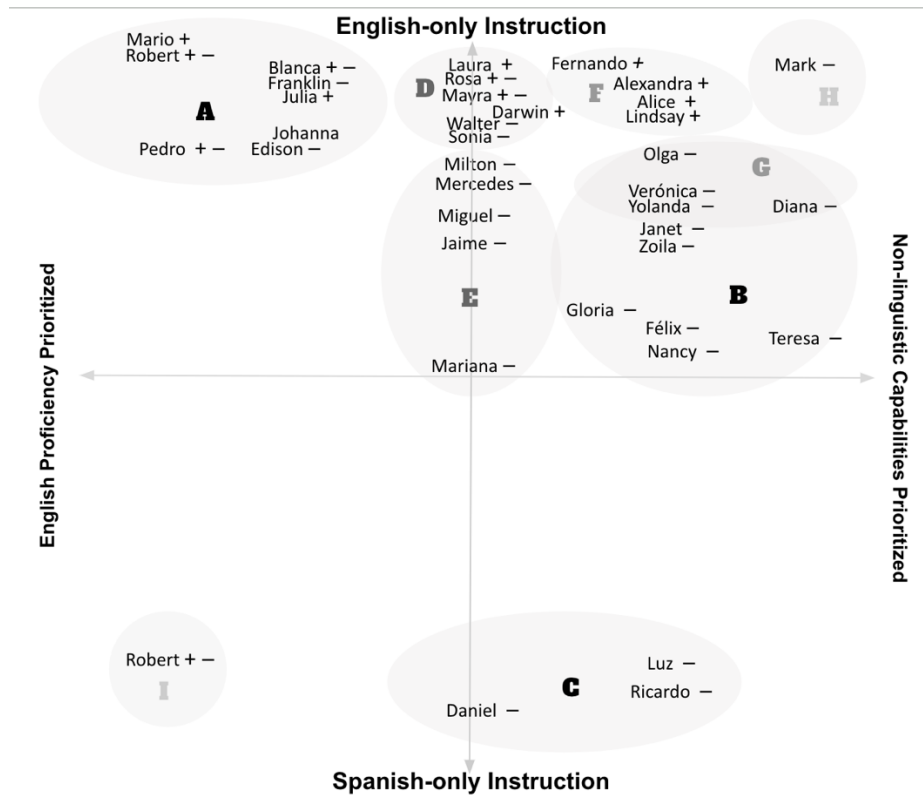 English-only Instruction
Mario +
Robert + −
Blanca + −
Franklin −
Julia +
A
Johanna
Pedro + −
Edison −
Laura +
Rosa + −
D
Mayra + −
Darwin +
Walter −
Sonia −
Fernando +
Alexandra +
F
Alice +
Lindsay +
Mark −
H
Milton −
Mercedes −
Miguel −
Jaime −
E
Mariana −
Olga −
G
Verónica −
Yolanda −
Diana −
Janet −
Zoila −
B
Gloria −
Félix −
Teresa −
Nancy −
English Proficiency Prioritized
Non-linguistic Capabilities Prioritized
Robert + −
I
Luz −
C
Ricardo −
Daniel −
Spanish-only Instruction